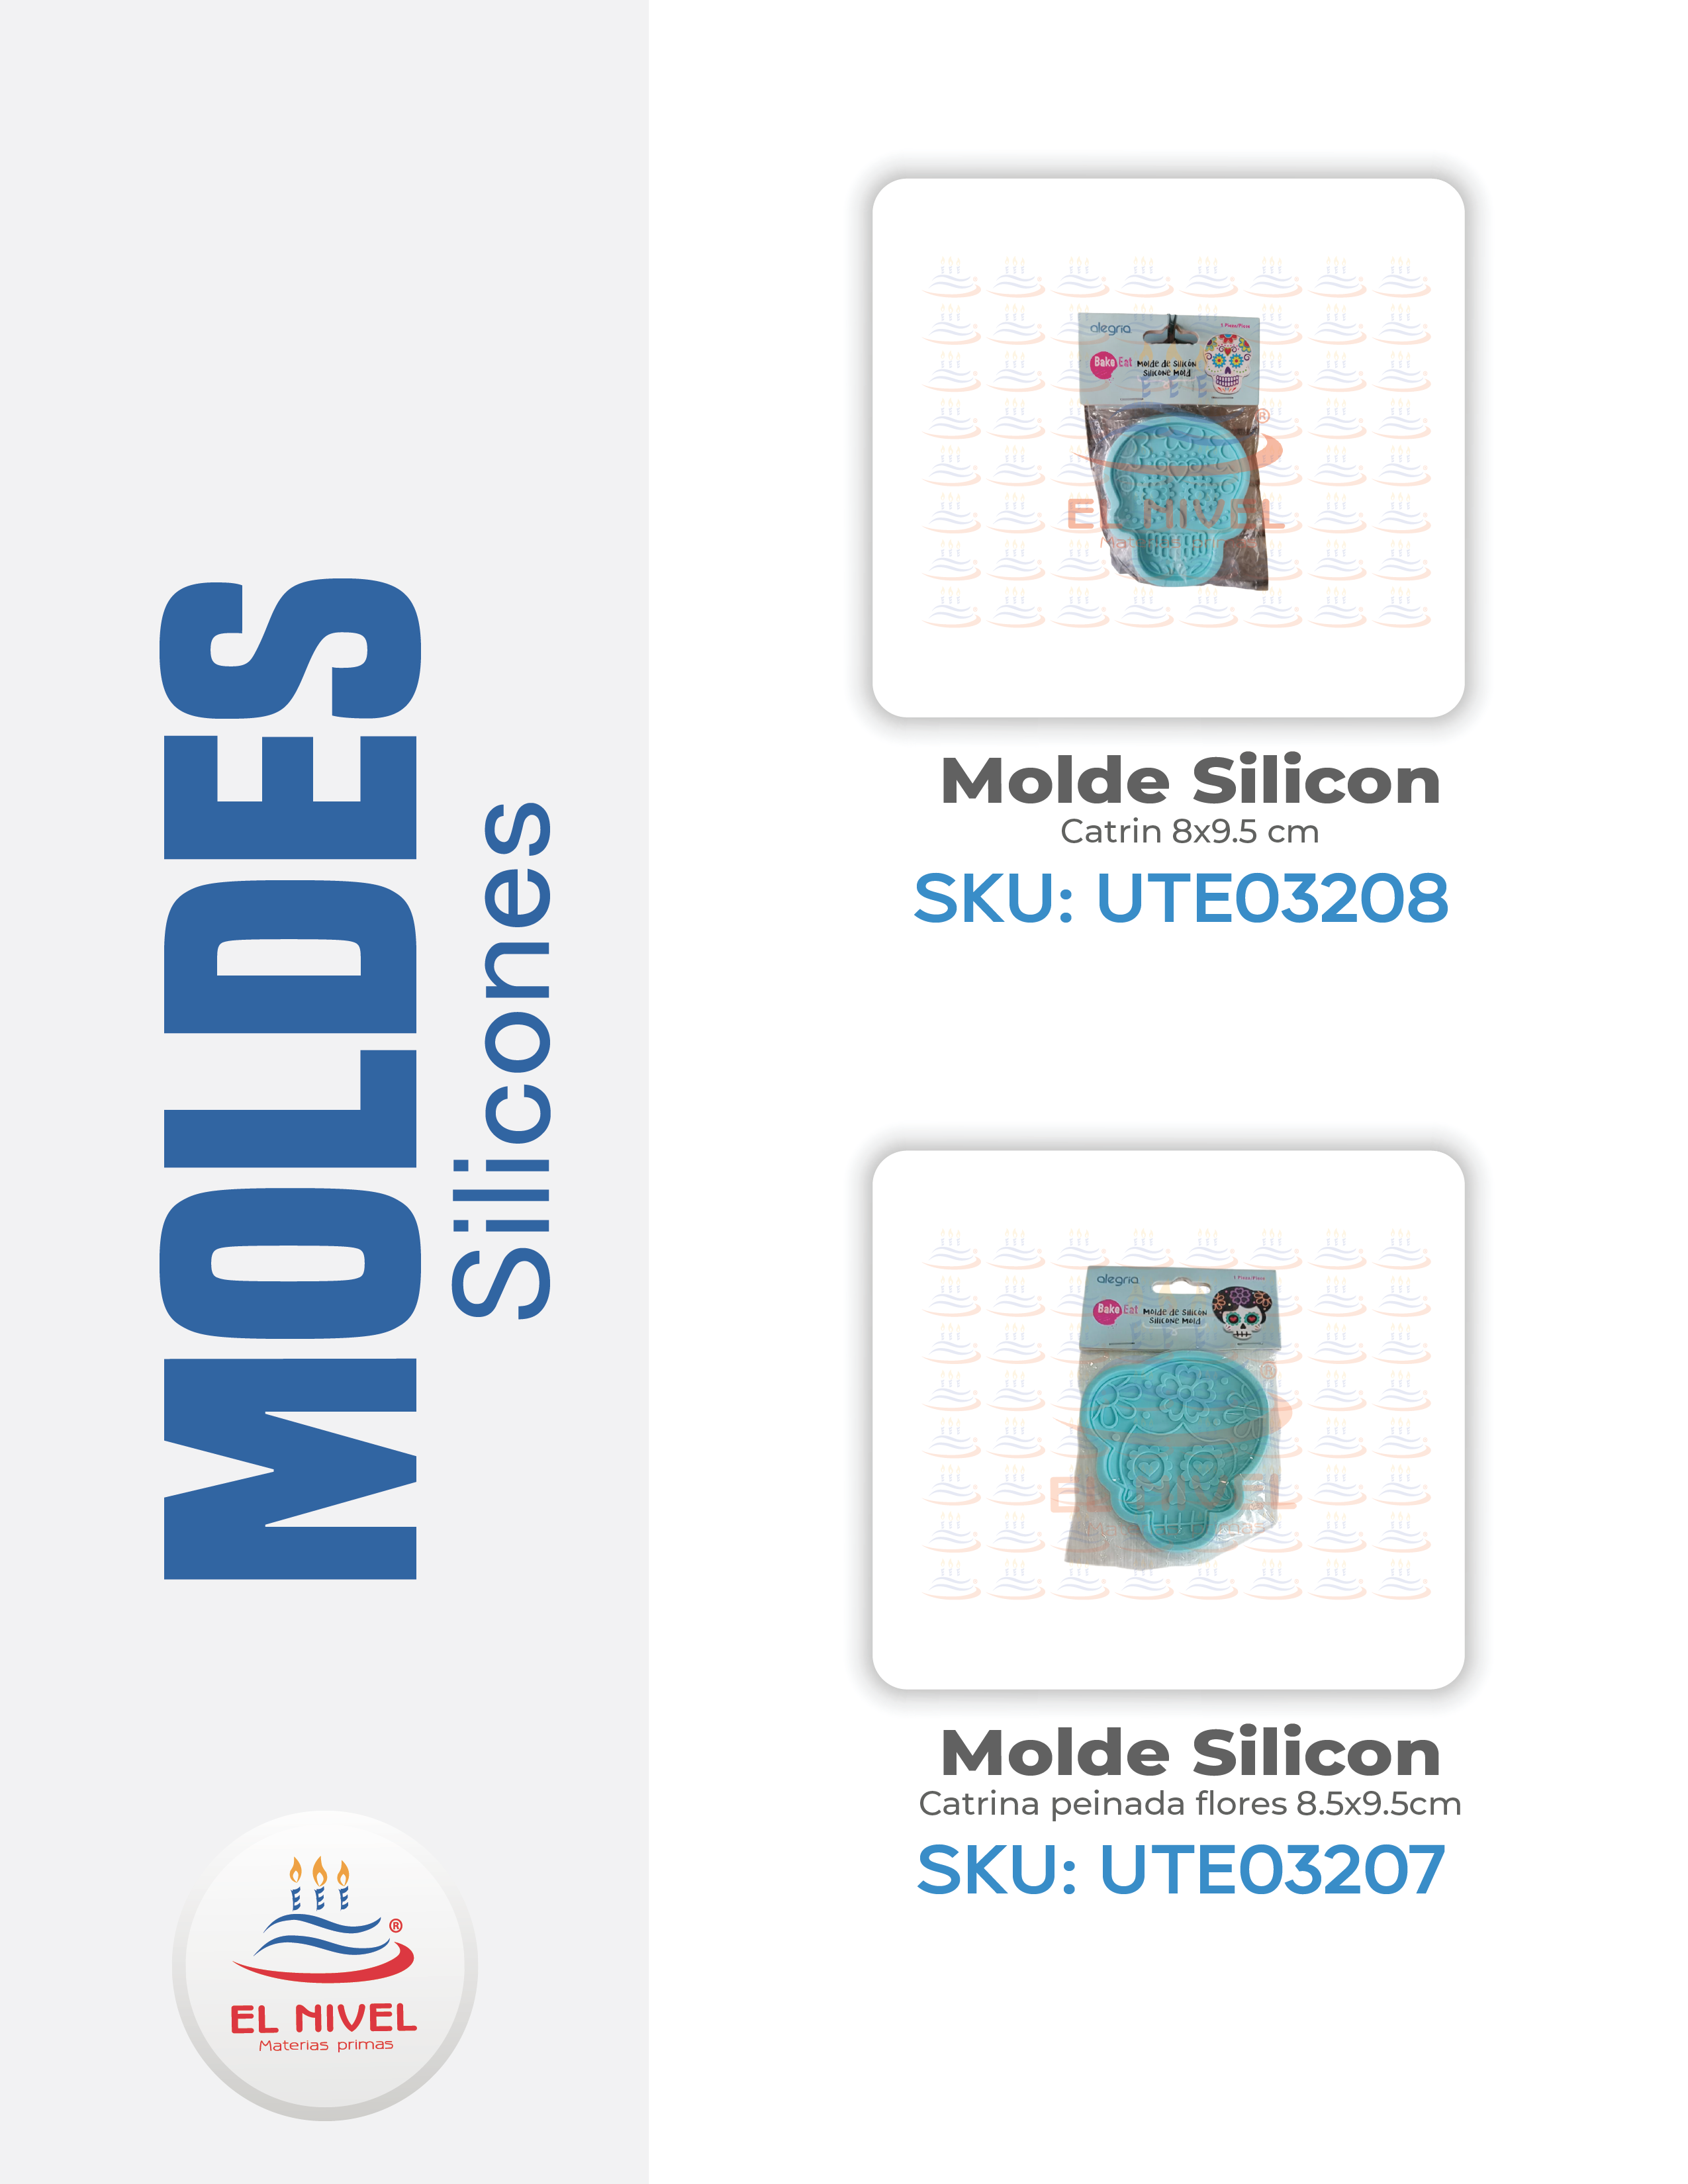 MOLDES
Silicones
alegria
1 Pieza/Piece
Bake Eat
Molde de Silicón
Silicone Mold
®
EL NIVEL
Molde Silicon
Catrin 8x9.5 cm
SKU: UTE03208
alegria
1 Pieza/Piece
Bake Eat
Molde de Silicón
Silicone Mold
®
EL NIVEL
Molde Silicon
Catrina peinada flores 8.5x9.5cm
SKU: UTE03207
®
EL NIVEL
Materias primas